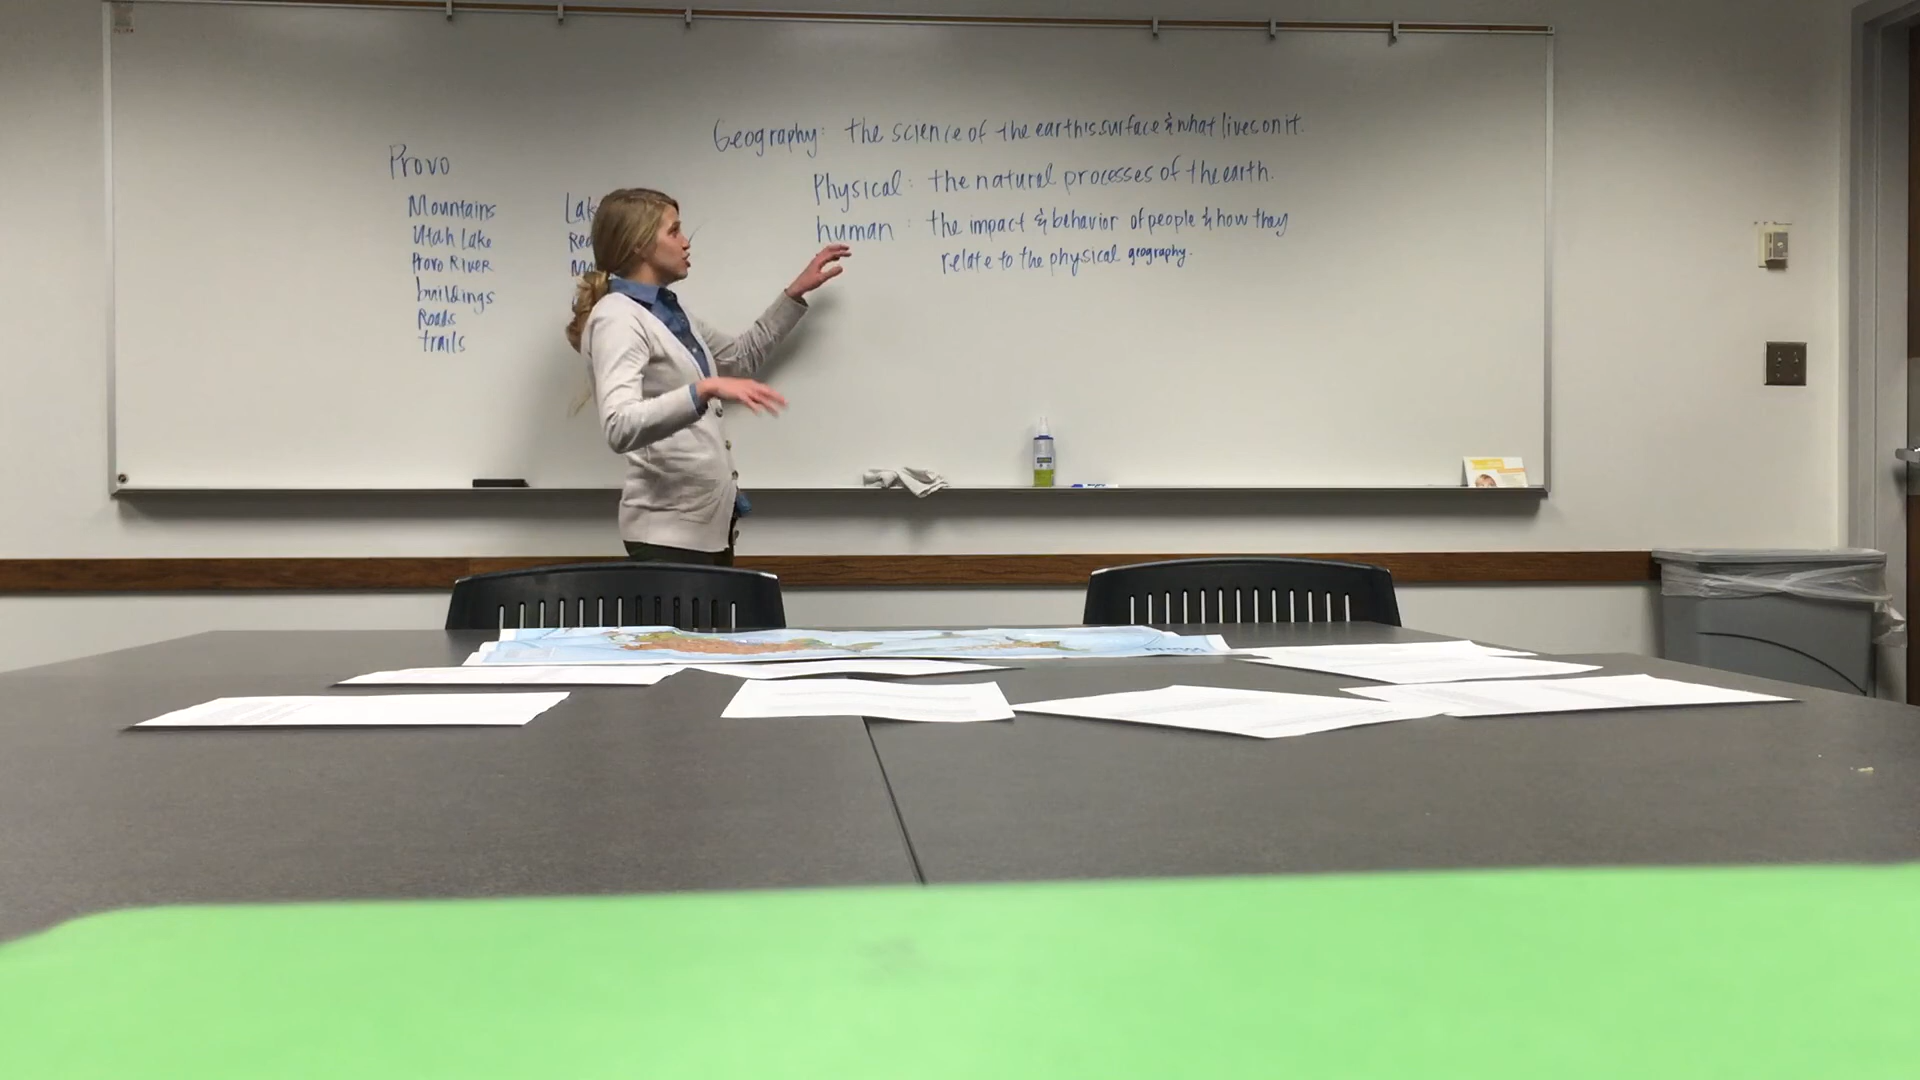 Geography: the science of the earth's surface & what lives on it.
Physical: the natural processes of the earth.
human: the impact & behavior of people & how they
relate to the physical geography.
Provo
Mountains
Utah Lake
Provo River
buildings
Roads
trails
World